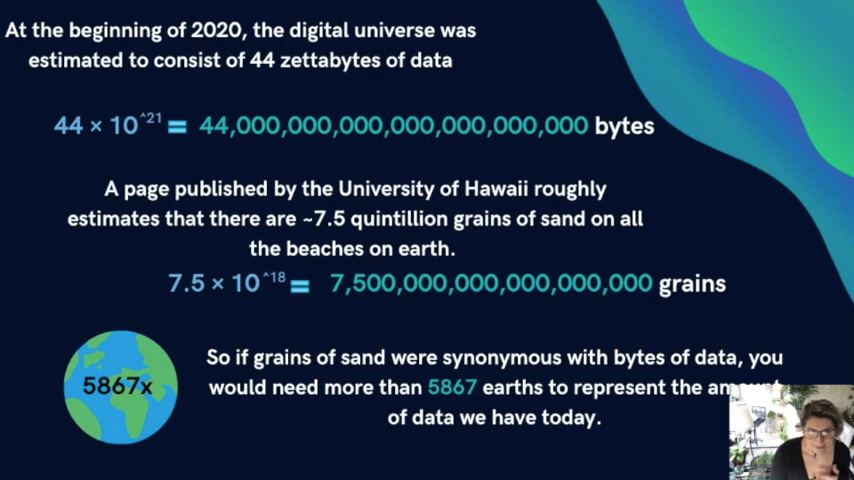 At the beginning of 2020, the digital universe was
estimated to consist of 44 zettabytes of data
44 × 10^21 = 44,000,000,000,000,000,000,000 bytes
A page published by the University of Hawaii roughly
estimates that there are ~7.5 quintillion grains of sand on all
the beaches on earth.
7.5 × 10^18 = 7,500,000,000,000,000,000 grains
5867x
So if grains of sand were synonymous with bytes of data, you
would need more than 5867 earths to represent the amount
of data we have today.